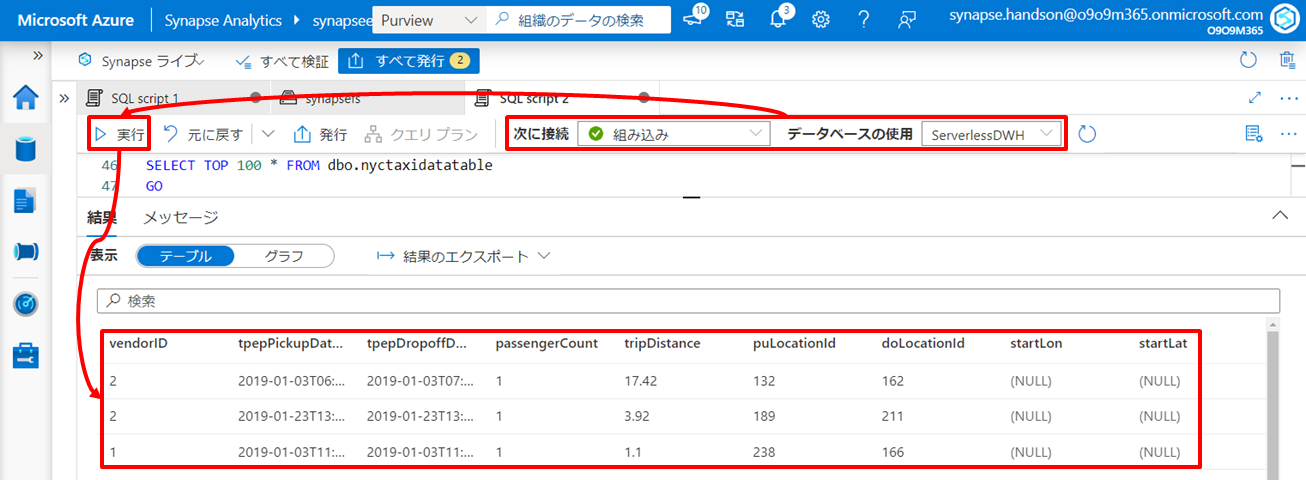 Microsoft Azure Synapse Analytics synapsee Purview 組織のデータの検索 10 3 synapse.handson@o9o9m365.onmicrosoft.com
O9O9M365
Synapse ライブ すべて検証 すべて発行 2
SQL script 1 synapsers SQL script 2
実行 元に戻す 発行 クエリ プラン 次に接続 組み込み データベースの使用 ServerlessDWH
46 SELECT TOP 100 * FROM dbo.nyctaxidatatable
47 GO
結果 メッセージ
表示 テーブル グラフ 結果のエクスポート
検索
vendorID tpepPickupDat... tpepDropoffD... passengerCount tripDistance puLocationId doLocationId startLon startLat
2 2019-01-03T06:... 2019-01-03T07:... 1 17.42 132 162 (NULL) (NULL)
2 2019-01-23T13:... 2019-01-23T13:... 1 3.92 189 211 (NULL) (NULL)
1 2019-01-03T11:... 2019-01-03T11:... 1 1.1 238 166 (NULL) (NULL)